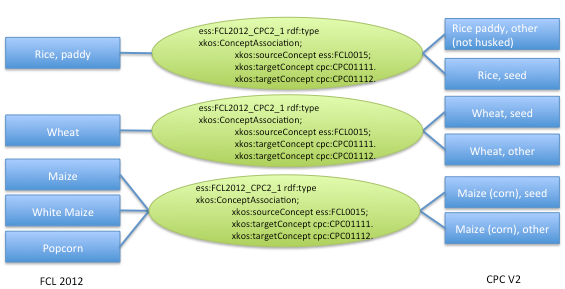 Rice, paddy
ess:FCL2012_CPC2_1 rdf:type
xkos:ConceptAssociation;
xkos:sourceConcept ess:FCL0015;
xkos:targetConcept cpc:CPC01111.
xkos:targetConcept cpc:CPC01112.
Rice paddy, other
(not husked)
Rice, seed
Wheat
ess:FCL2012_CPC2_1 rdf:type
xkos:ConceptAssociation;
xkos:sourceConcept ess:FCL0015;
xkos:targetConcept cpc:CPC01111.
xkos:targetConcept cpc:CPC01112.
Wheat, seed
Wheat, other
Maize
White Maize
Popcorn
ess:FCL2012_CPC2_1 rdf:type
xkos:ConceptAssociation;
xkos:sourceConcept ess:FCL0015;
xkos:targetConcept cpc:CPC01111.
xkos:targetConcept cpc:CPC01112.
Maize (corn), seed
Maize (corn), other
FCL 2012
CPC V2